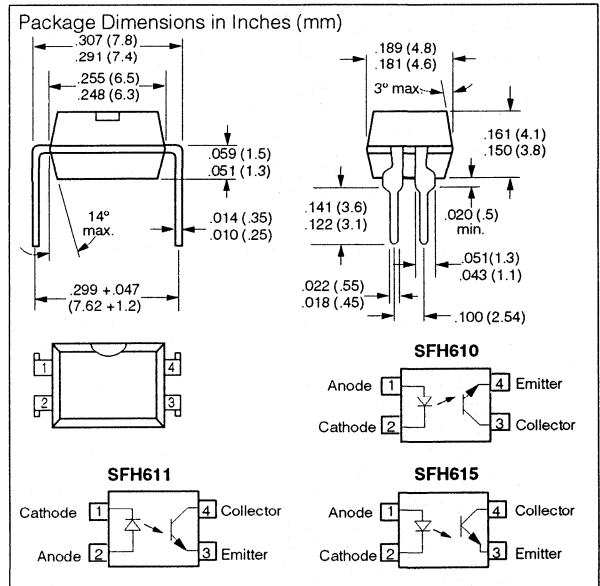 Package Dimensions in Inches (mm)
.307 (7.8)
.291 (7.4)
.255 (6.5)
.248 (6.3)
.059 (1.5)
.051 (1.3)
14°
max.
.014 (.35)
.010 (.25)
.299 +.047
(7.62 +1.2)
.189 (4.8)
.181 (4.6)
3° max.
.161 (4.1)
.150 (3.8)
.141 (3.6)
.122 (3.1)
.020 (.5)
min.
.051(1.3)
.043 (1.1)
.022 (.55)
.018 (.45)
.100 (2.54)
1
4
2
3
SFH610
Anode 1
4 Emitter
Cathode 2
3 Collector
SFH611
Cathode 1
4 Collector
Anode 2
3 Emitter
SFH615
Anode 1
4 Collector
Cathode 2
3 Emitter